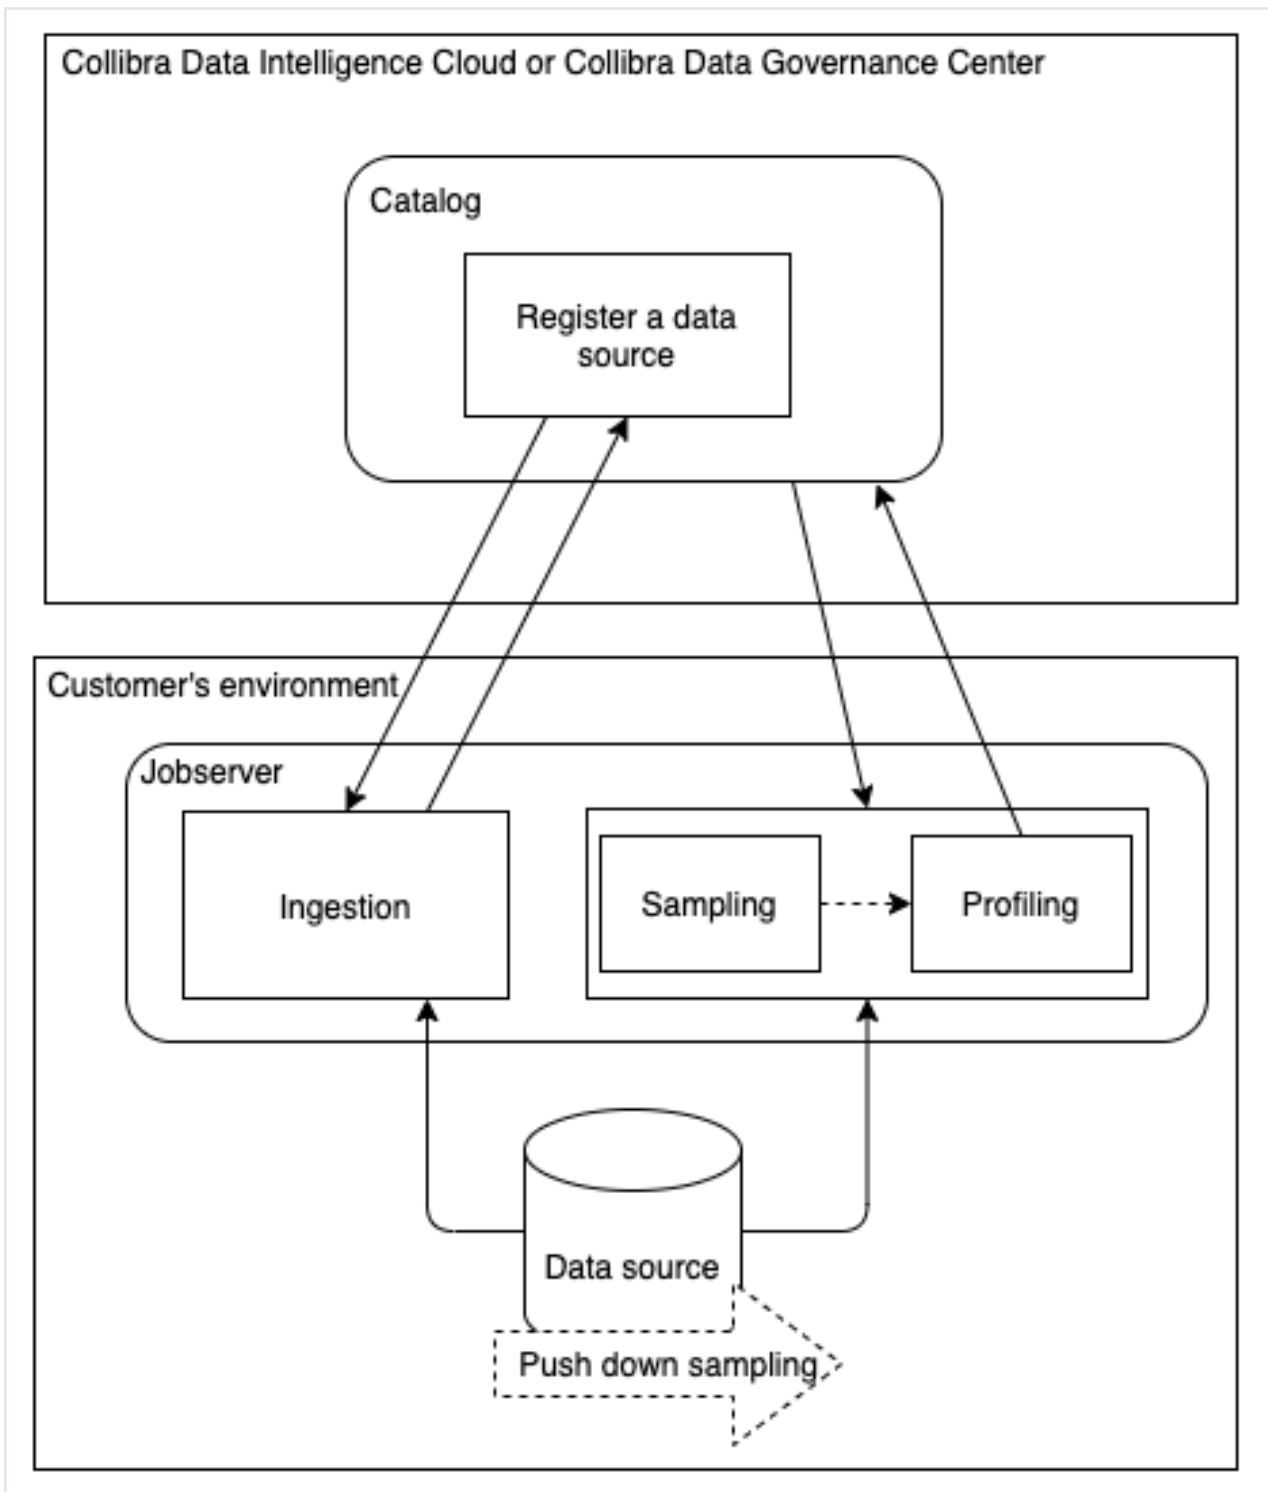 Collibra Data Intelligence Cloud or Collibra Data Governance Center
Catalog
Register a data
source
Customer's environment
Jobserver
Ingestion
Sampling
Profiling
Data source
Push down sampling